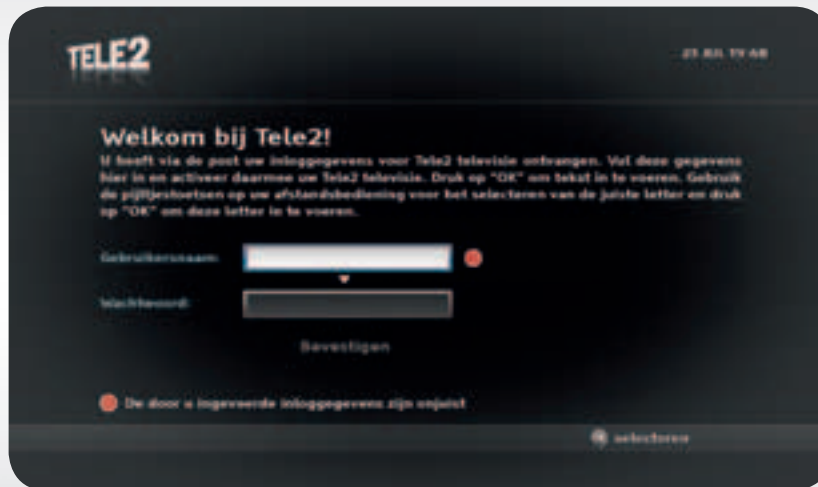 TELE2
Welkom bij Tele2!
U heeft via de post uw inloggegevens voor Tele2 televisie ontvangen. Vul deze gegevens
hier in en activeer daarmee uw Tele2 televisie. Druk op "OK" om tekst in te voeren. Gebruik
de pijltjestoetsen op uw afstandsbediening voor het selecteren van de juiste letter en druk
op "OK" om deze letter in te voeren.
Gebruikersnaam:
Wachtwoord:
Bevestigen
De door u ingevoerde inloggegevens zijn onjuist
selecteren